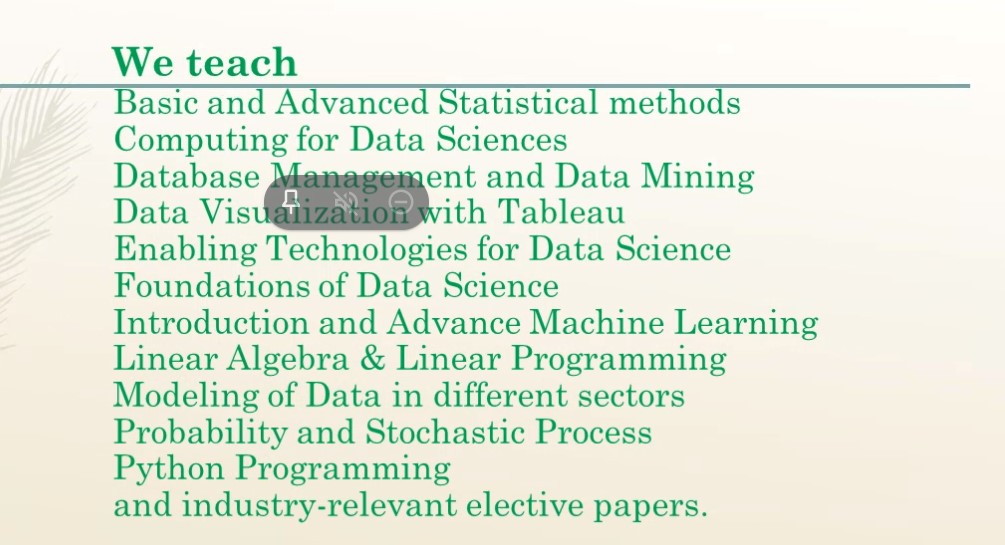 We teach
Basic and Advanced Statistical methods
Computing for Data Sciences
Database Management and Data Mining
Data Visualization with Tableau
Enabling Technologies for Data Science
Foundations of Data Science
Introduction and Advance Machine Learning
Linear Algebra & Linear Programming
Modeling of Data in different sectors
Probability and Stochastic Process
Python Programming
and industry-relevant elective papers.